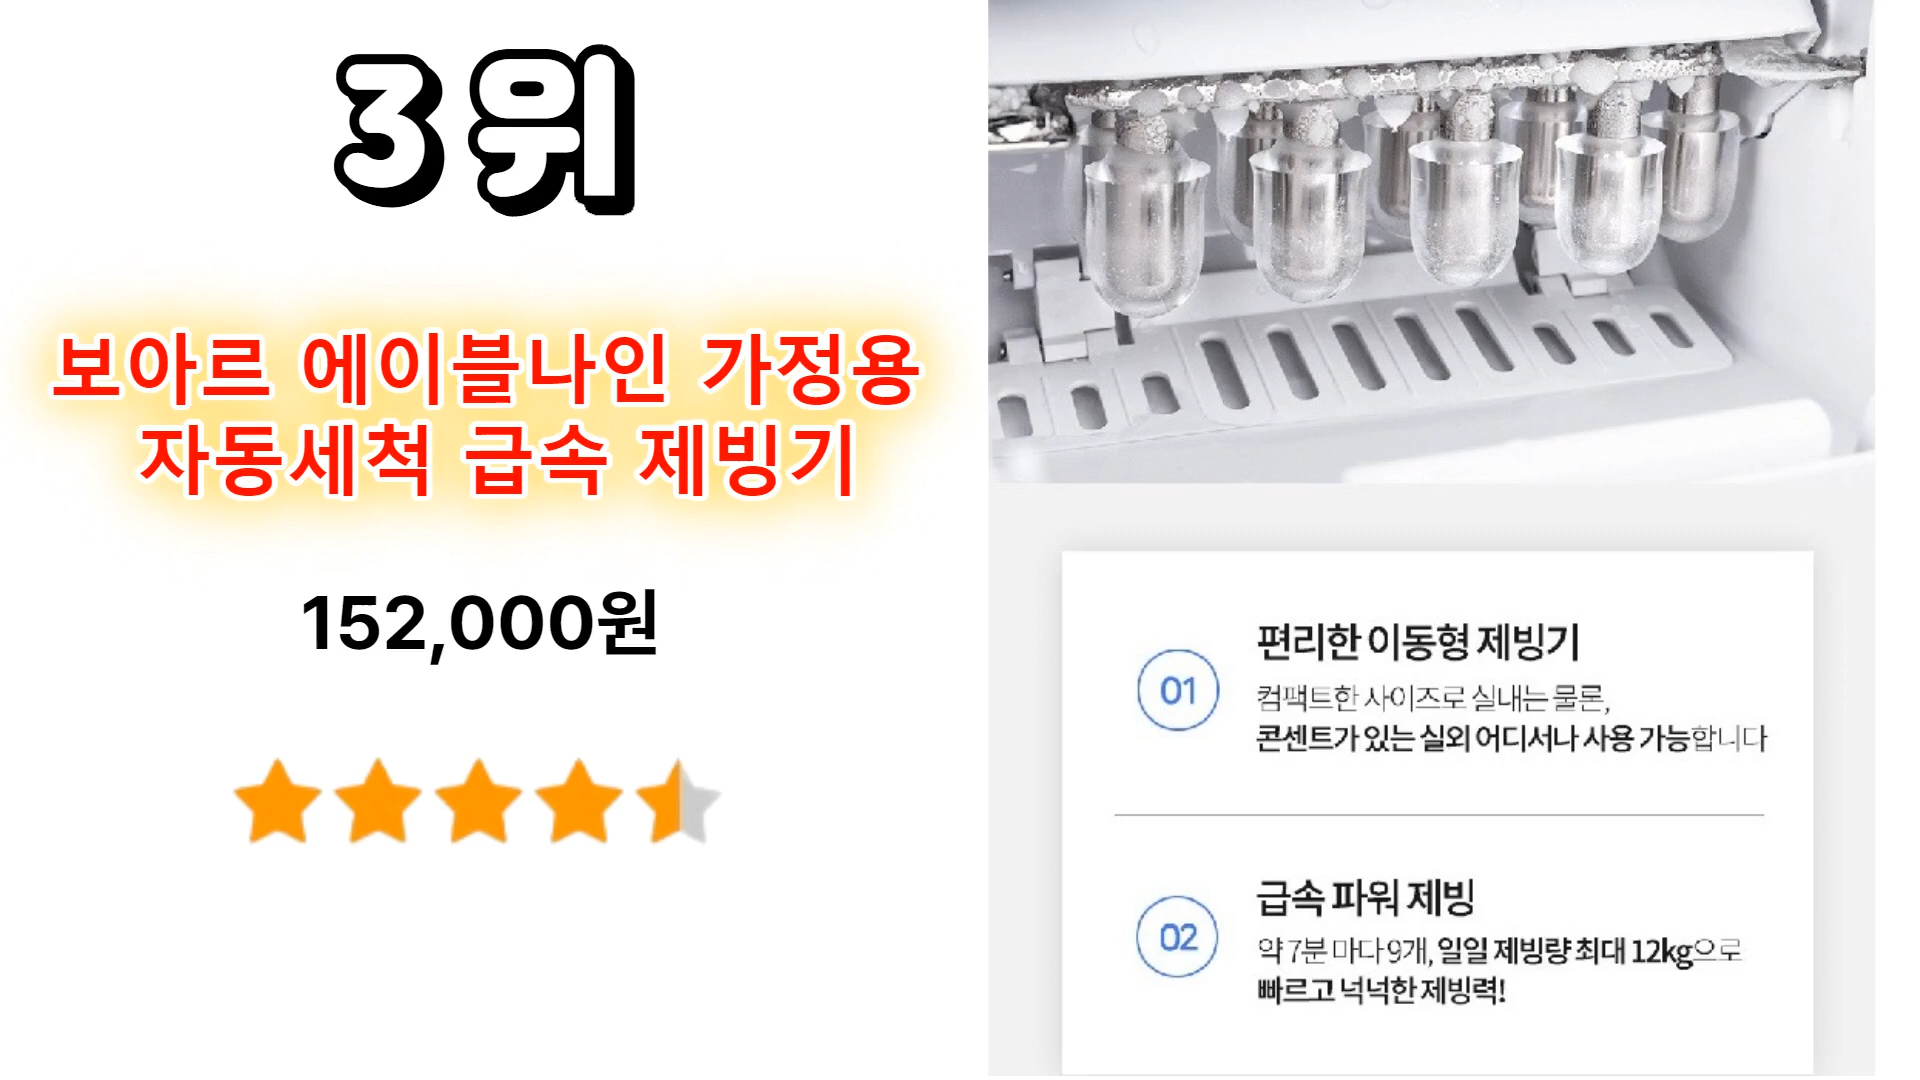 3위
보아르 에이블나인 가정용
자동세척 급속 제빙기
152,000원
01
편리한 이동형 제빙기
컴팩트한 사이즈로 실내는 물론,
콘센트가 있는 실외 어디서나 사용 가능합니다
02
급속 파워 제빙
약 7분 마다 9개, 일일 제빙량 최대 12kg으로
빠르고 넉넉한 제빙력!